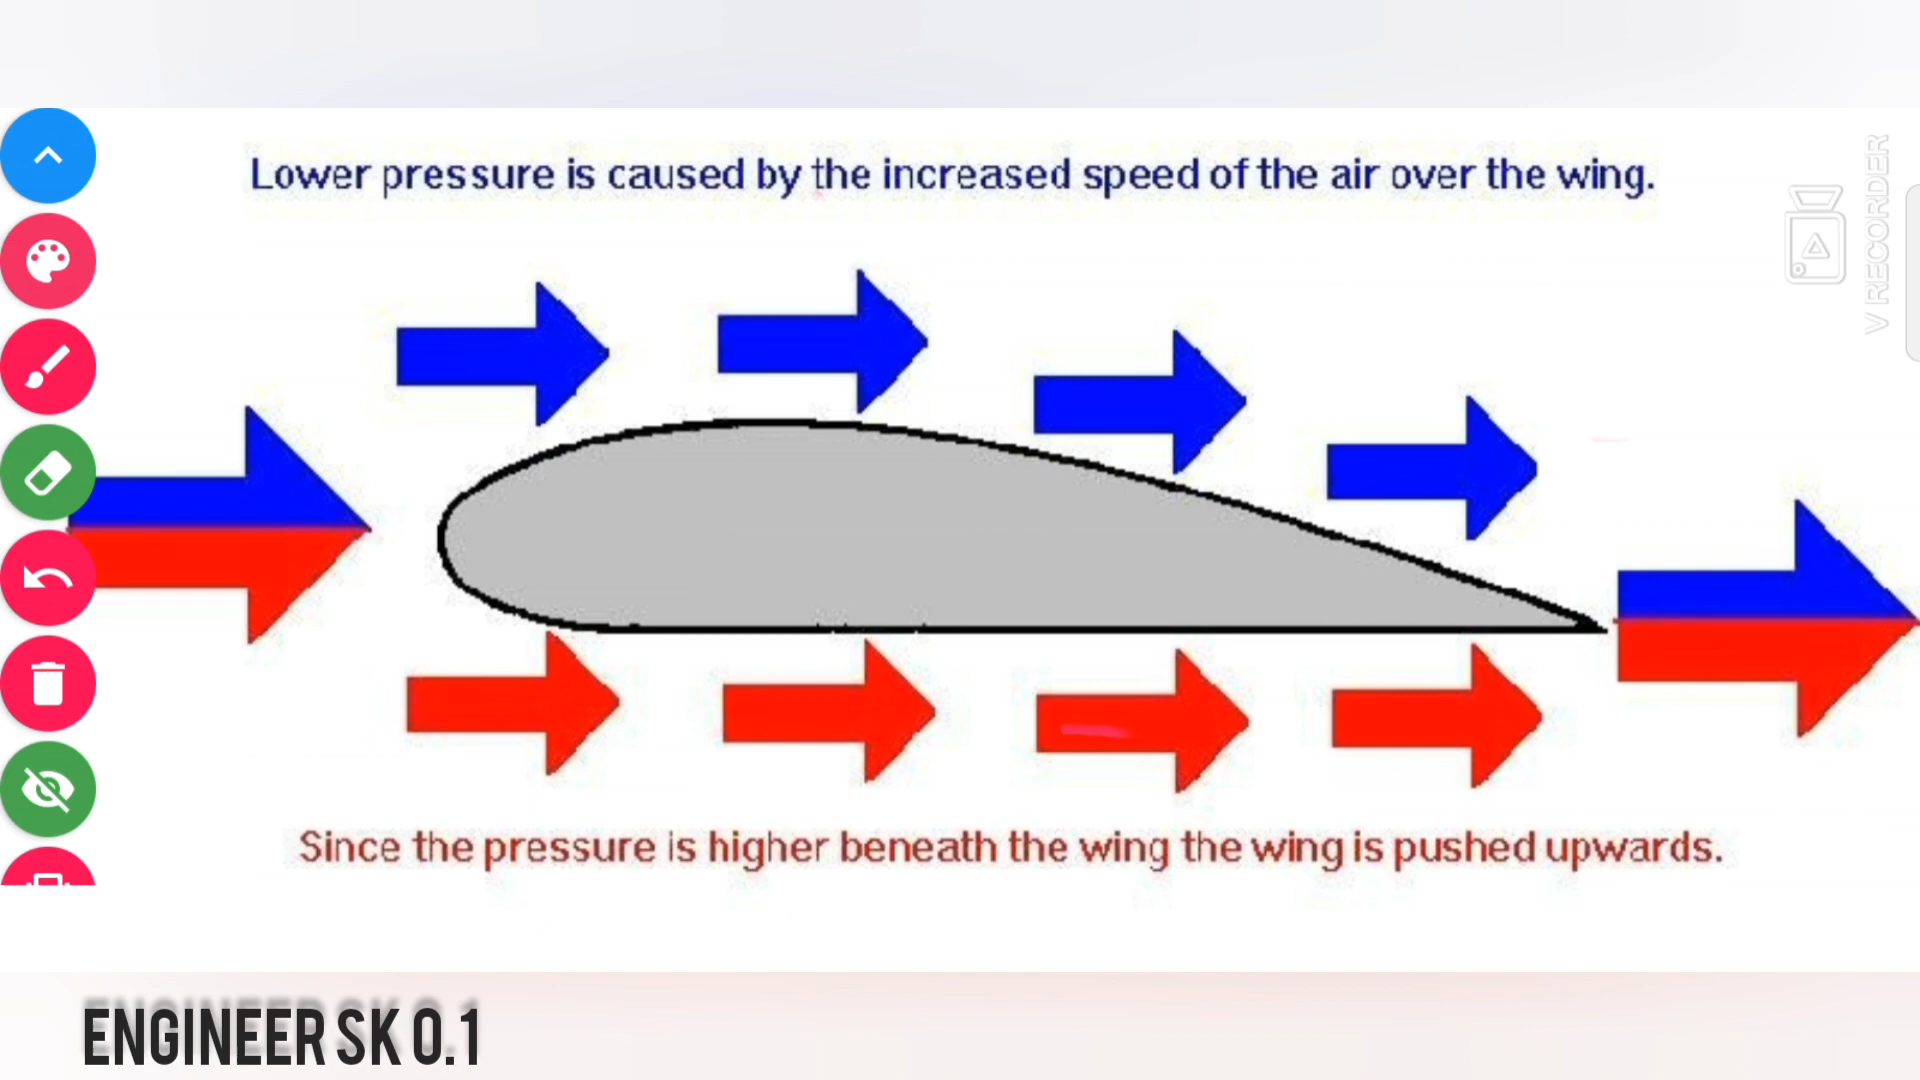 Lower pressure is caused by the increased speed of the air over the wing.
V RECORDER
Since the pressure is higher beneath the wing the wing is pushed upwards.
ENGINEER SK 0.1